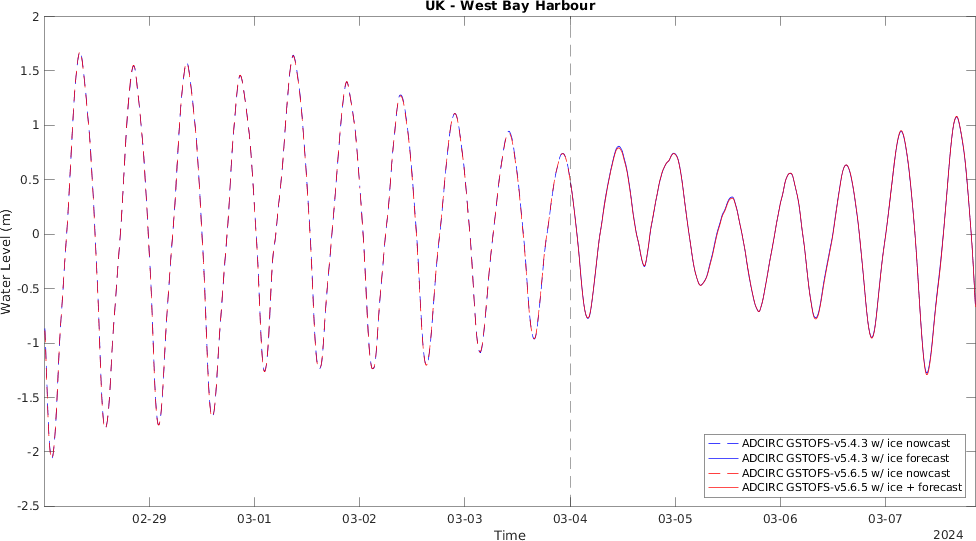 UK - West Bay Harbour
2
1.5
1
0.5
0
-0.5
-1
-1.5
-2
-2.5
Water Level (m)
ADCIRC GSTOFS-v5.4.3 w/ ice nowcast
ADCIRC GSTOFS-v5.4.3 w/ ice forecast
ADCIRC GSTOFS-v5.6.5 w/ ice nowcast
ADCIRC GSTOFS-v5.6.5 w/ ice + forecast
02-29 03-01 03-02 03-03 03-04 03-05 03-06 03-07
Time
2024